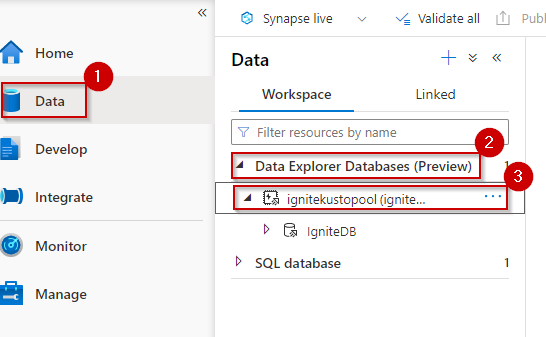 Synapse live
Validate all
Home
1
Data
Develop
Integrate
Monitor
Manage
Data
Workspace
Linked
Filter resources by name
2
Data Explorer Databases (Preview)
1
3
ignitekustopool (ignite...
IgniteDB
SQL database
1